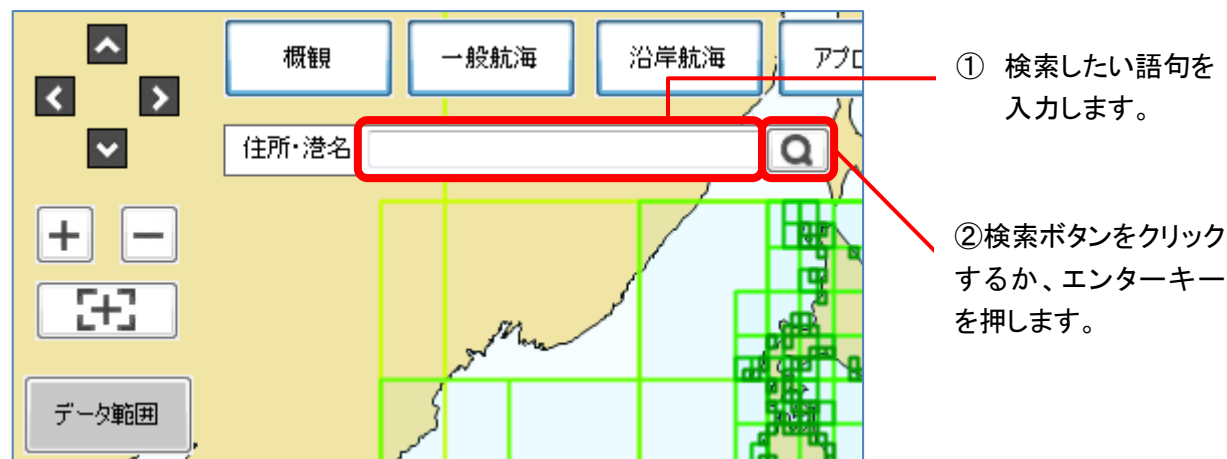 概観
一般航海
沿岸航海
アプロ
住所・港名
データ範囲
① 検索したい語句を
入力します。
②検索ボタンをクリック
するか、エンターキー
を押します。